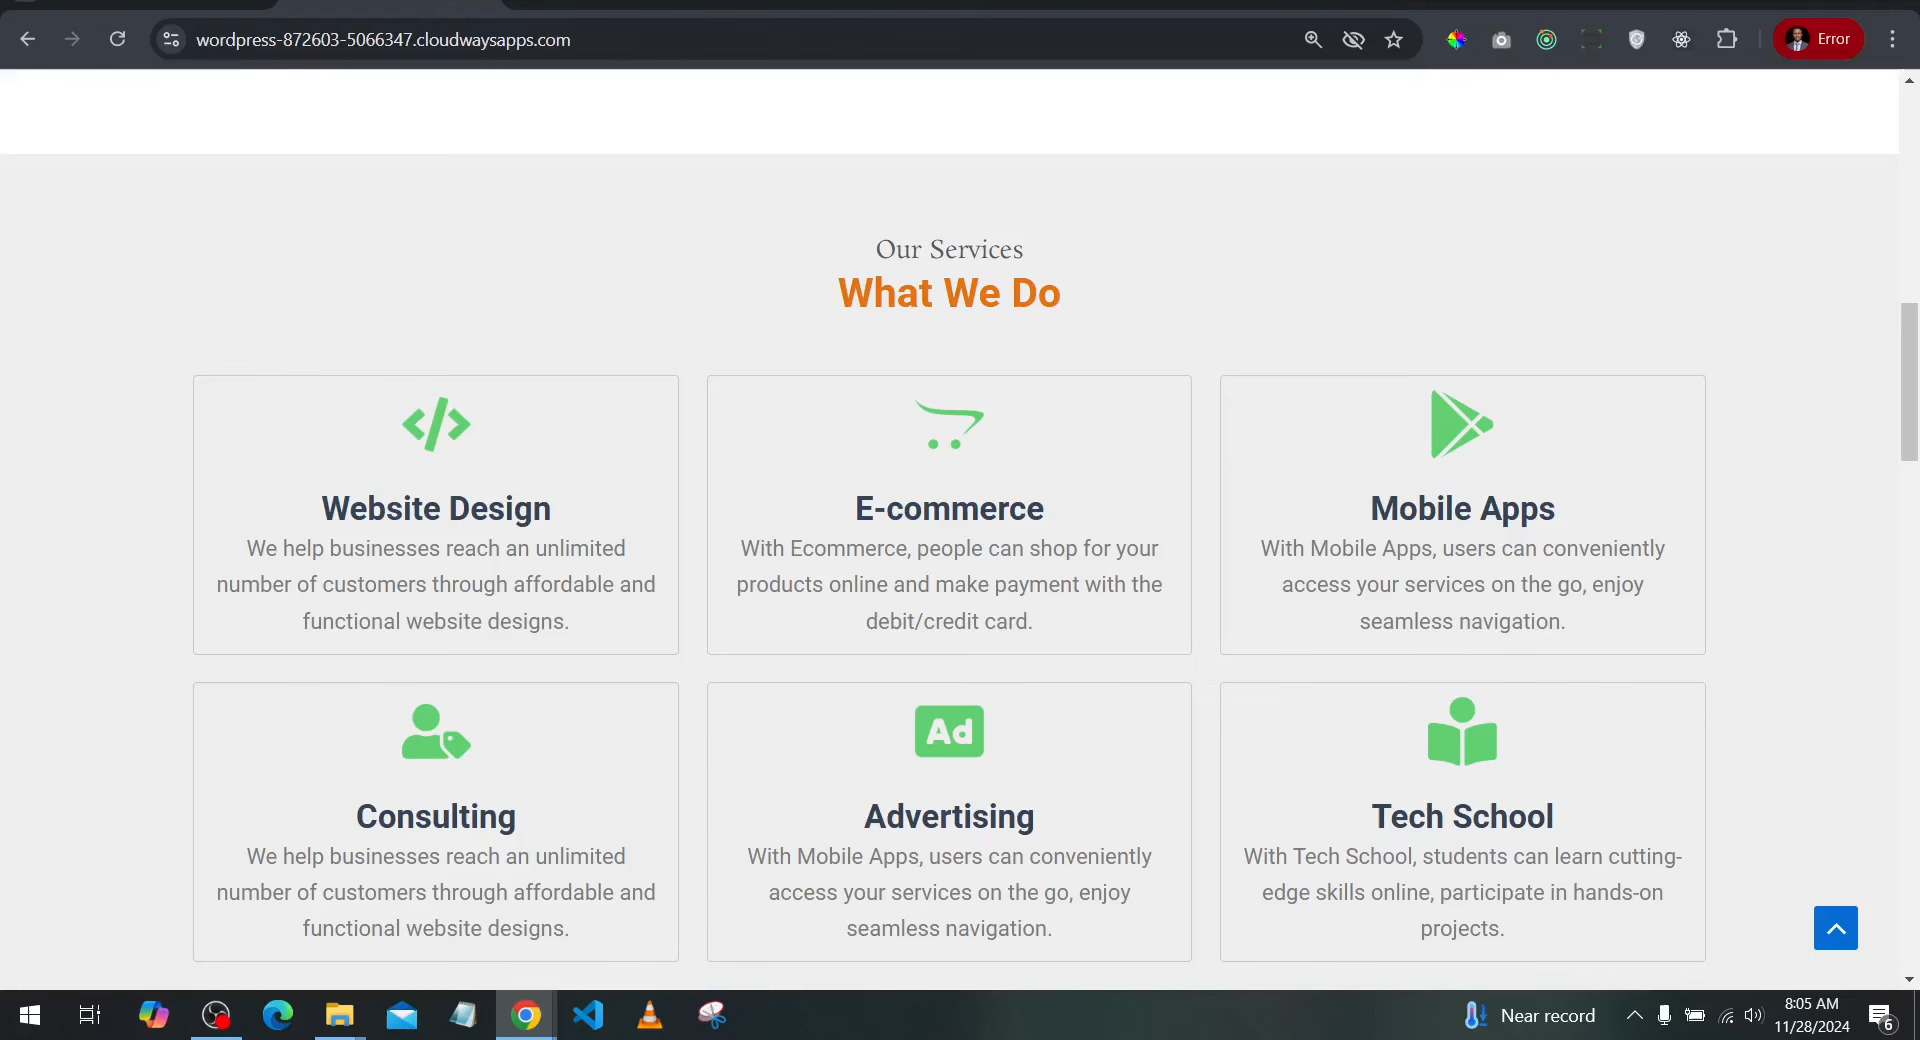 wordpress-872603-5066347.cloudwaysapps.com
Error
Our Services
What We Do
Website Design
We help businesses reach an unlimited
number of customers through affordable and
functional website designs.
E-commerce
With Ecommerce, people can shop for your
products online and make payment with the
debit/credit card.
Mobile Apps
With Mobile Apps, users can conveniently
access your services on the go, enjoy
seamless navigation.
Consulting
We help businesses reach an unlimited
number of customers through affordable and
functional website designs.
Ad
Advertising
With Mobile Apps, users can conveniently
access your services on the go, enjoy
seamless navigation.
Tech School
With Tech School, students can learn cutting-
edge skills online, participate in hands-on
projects.
Near record
8:05 AM
11/28/2024
6